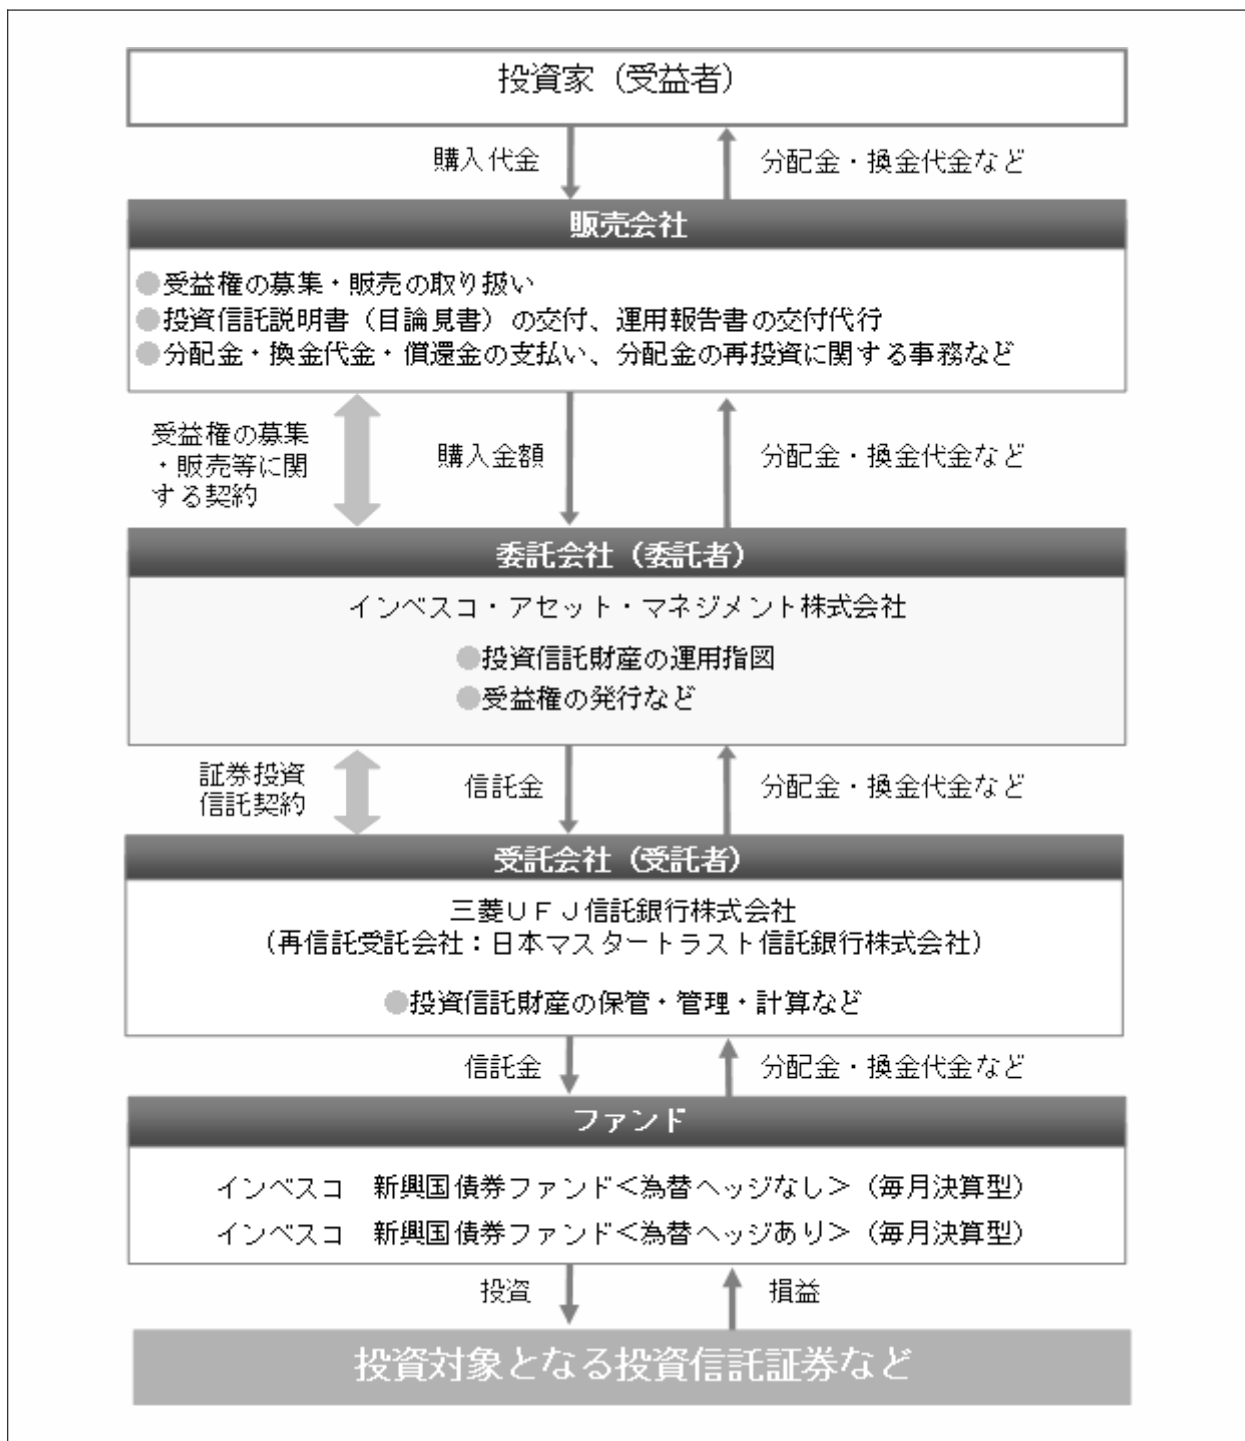 投資家（受益者）
購入代金
分配金・換金代金など
販売会社
●受益権の募集・販売の取り扱い
●投資信託説明書（目論見書）の交付、運用報告書の交付代行
●分配金・換金代金・償還金の支払い、分配金の再投資に関する事務など
受益権の募集
・販売等に関
する契約
購入金額
分配金・換金代金など
委託会社（委託者）
インベスコ・アセット・マネジメント株式会社
●投資信託財産の運用指図
●受益権の発行など
証券投資
信託契約
信託金
分配金・換金代金など
受託会社（受託者）
三菱ＵＦＪ信託銀行株式会社
（再信託受託会社：日本マスタートラスト信託銀行株式会社）
●投資信託財産の保管・管理・計算など
信託金
分配金・換金代金など
ファンド
インベスコ　新興国債券ファンド＜為替ヘッジなし＞（毎月決算型）
インベスコ　新興国債券ファンド＜為替ヘッジあり＞（毎月決算型）
投資
損益
投資対象となる投資信託証券など